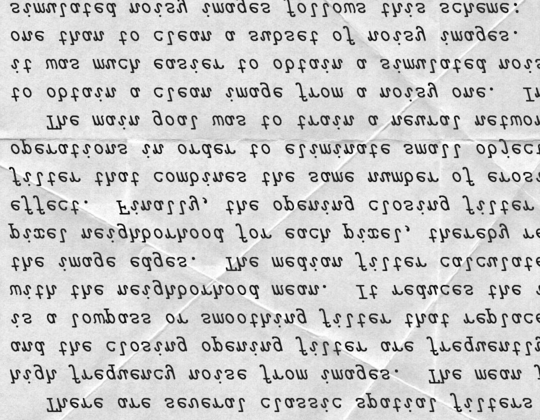 There are several classic spatial filters
high frequency noise from images. The mean f
and the closing opening filter are frequently
is a lowpass or smoothing filter that replace
with the neighborhood mean. It reduces the i
the image edges. The median filter calculate
pixel neighborhood for each pixel, thereby re
effect. Finally, the opening closing filter
filter that combines the same number of erosi
operations in order to eliminate small object
The main goal was to train a neural networ
to obtain a clean image from a noisy one. In
it was much easier to obtain a simulated nois
one than to clean a subset of noisy images.
simulated noisy images follows this scheme: